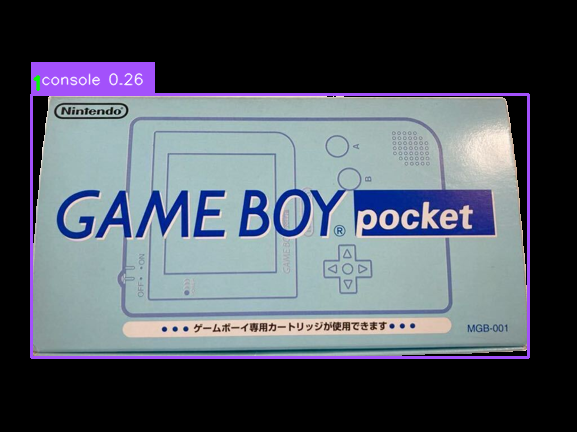 console 0.26
1
Nintendo®
A
B
GAME BOY® pocket
OFF• •ON
●●● ゲームボーイ専用カートリッジが使用できます ●●●
MGB-001